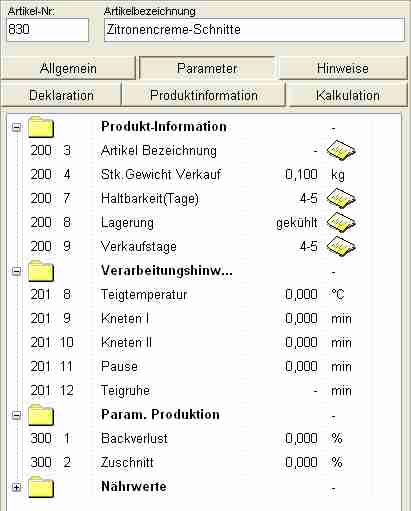 Artikel-Nr: Artikelbezeichnung
830 Zitronencreme-Schnitte
Allgemein Parameter Hinweise
Deklaration Produktinformation Kalkulation
Produkt-Information -
200 3 Artikel Bezeichnung -
200 4 Stk.Gewicht Verkauf 0,100 kg
200 7 Haltbarkeit(Tage) 4-5
200 8 Lagerung gekühlt
200 9 Verkaufstage 4-5
Verarbeitungshinw... -
201 8 Teigtemperatur 0,000 °C
201 9 Kneten I 0,000 min
201 10 Kneten II 0,000 min
201 11 Pause 0,000 min
201 12 Teigruhe - min
Param. Produktion -
300 1 Backverlust 0,000 %
300 2 Zuschnitt 0,000 %
Nährwerte -